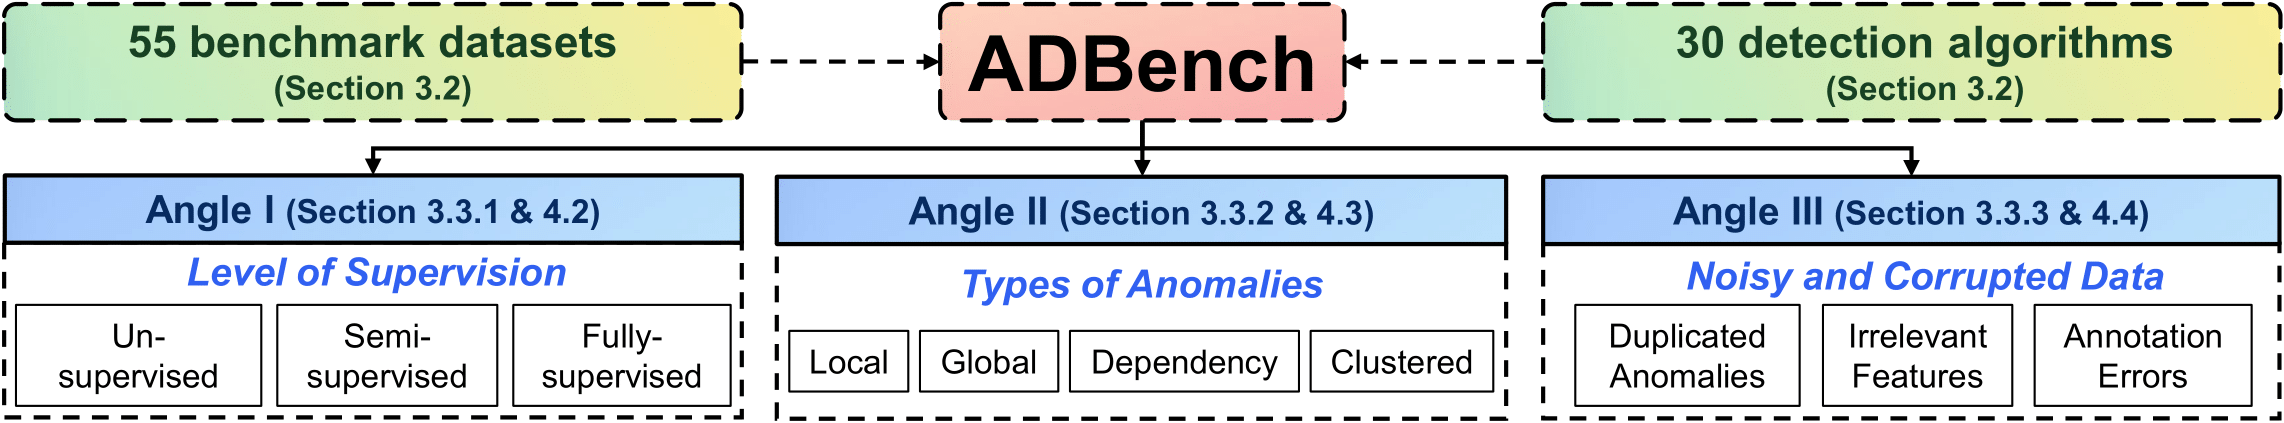 55 benchmark datasets
(Section 3.2)
ADBench
30 detection algorithms
(Section 3.2)
Angle I (Section 3.3.1 & 4.2)
Level of Supervision
Un-
supervised
Semi-
supervised
Fully-
supervised
Angle II (Section 3.3.2 & 4.3)
Types of Anomalies
Local
Global
Dependency
Clustered
Angle III (Section 3.3.3 & 4.4)
Noisy and Corrupted Data
Duplicated
Anomalies
Irrelevant
Features
Annotation
Errors